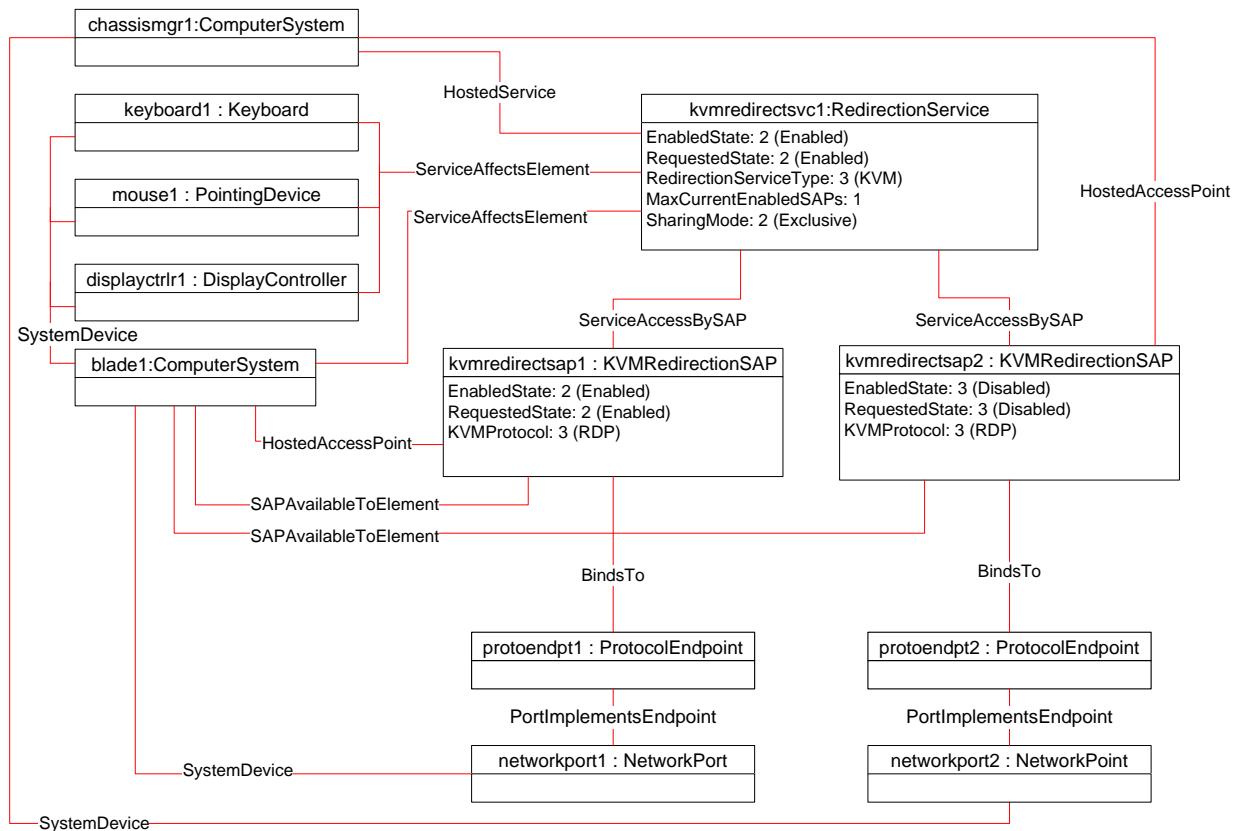 chassismgr1:ComputerSystem
HostedService
keyboard1 : Keyboard
kvmredirectsvc1:RedirectionService
EnabledState: 2 (Enabled)
RequestedState: 2 (Enabled)
RedirectionServiceType: 3 (KVM)
MaxCurrentEnabledSAPs: 1
SharingMode: 2 (Exclusive)
ServiceAffectsElement
HostedAccessPoint
mouse1 : PointingDevice
ServiceAffectsElement
displayctrlr1 : DisplayController
SystemDevice
ServiceAccessBySAP
ServiceAccessBySAP
blade1:ComputerSystem
kvmredirectsap1 : KVMRedirectionSAP
EnabledState: 2 (Enabled)
RequestedState: 2 (Enabled)
KVMProtocol: 3 (RDP)
kvmredirectsap2 : KVMRedirectionSAP
EnabledState: 3 (Disabled)
RequestedState: 3 (Disabled)
KVMProtocol: 3 (RDP)
HostedAccessPoint
SAPAvailableToElement
SAPAvailableToElement
BindsTo
BindsTo
protoendpt1 : ProtocolEndpoint
protoendpt2 : ProtocolEndpoint
PortImplementsEndpoint
PortImplementsEndpoint
networkport1 : NetworkPort
networkport2 : NetworkPoint
SystemDevice
SystemDevice